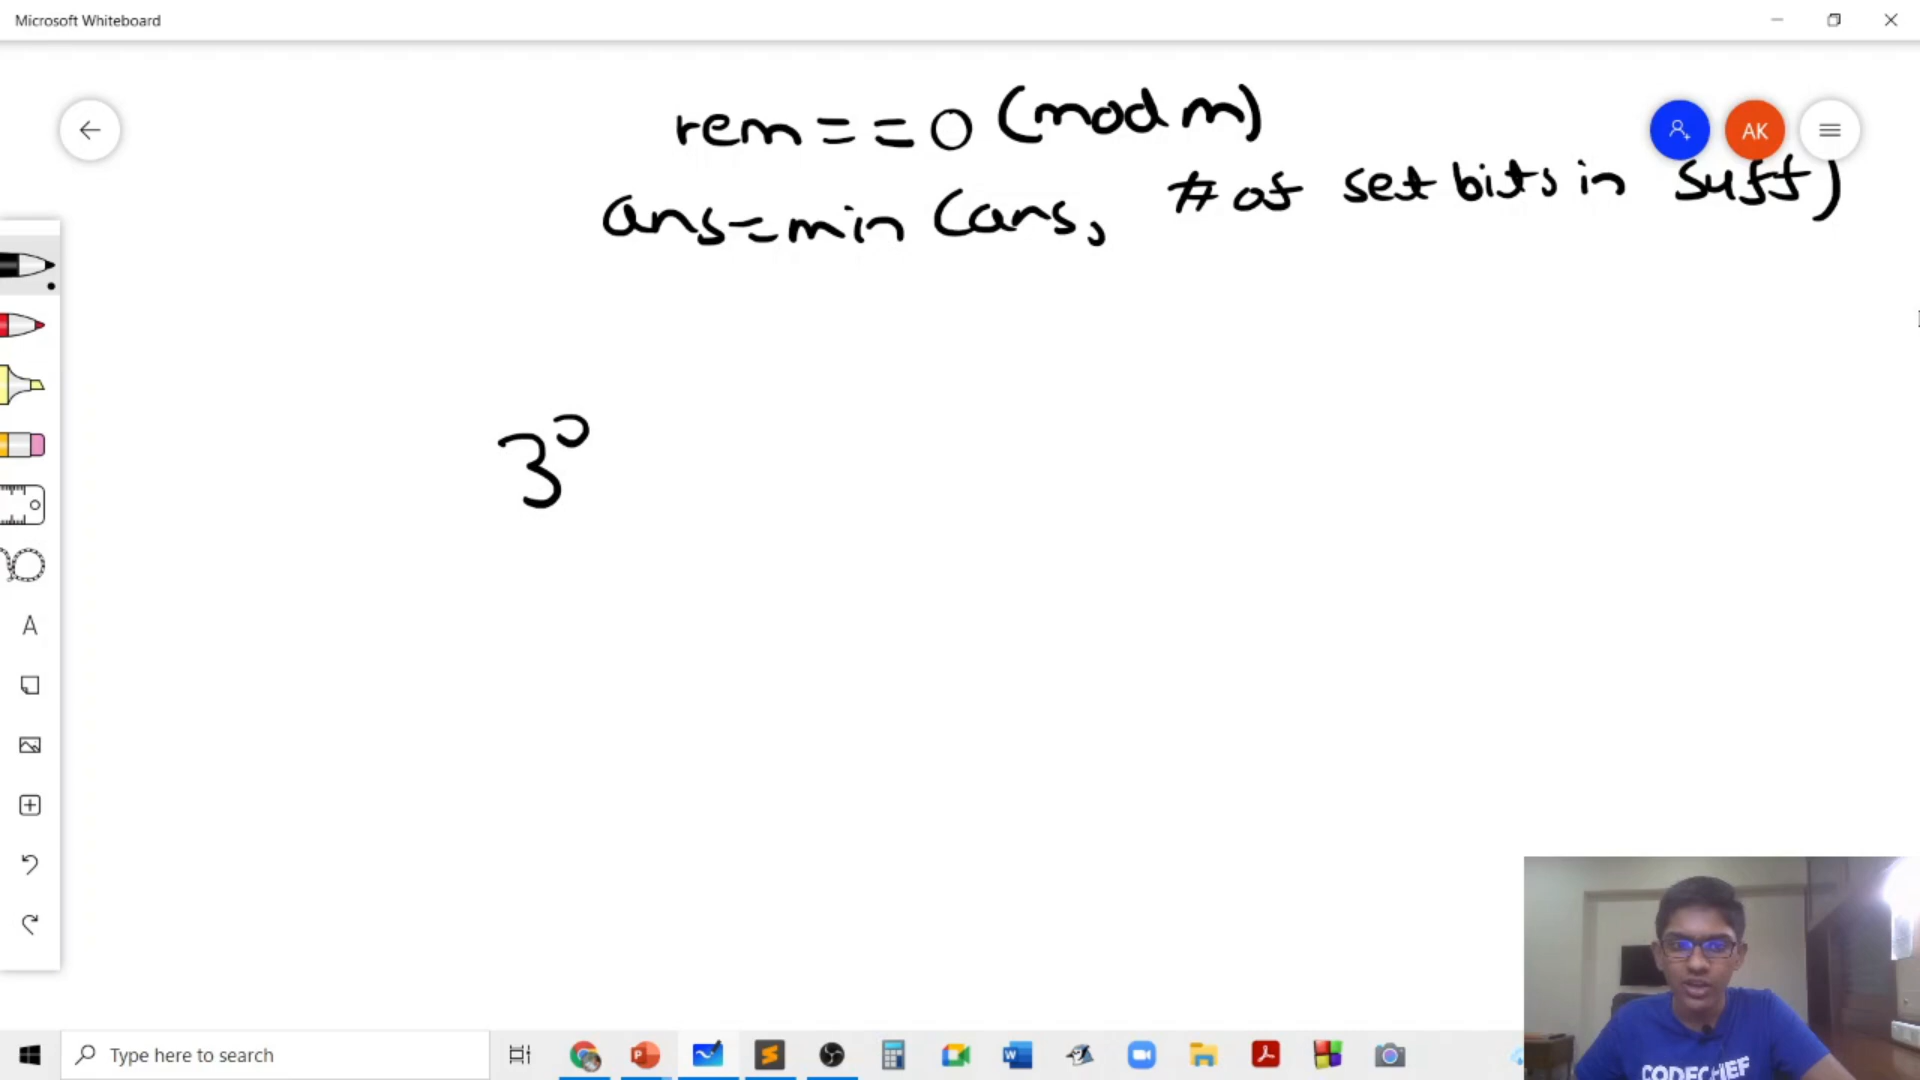 Microsoft Whiteboard
rem = = 0 (mod m)
AK
ans = min (ans, # of set bits in suff)
3⁰
A
Type here to search
CODECHEF